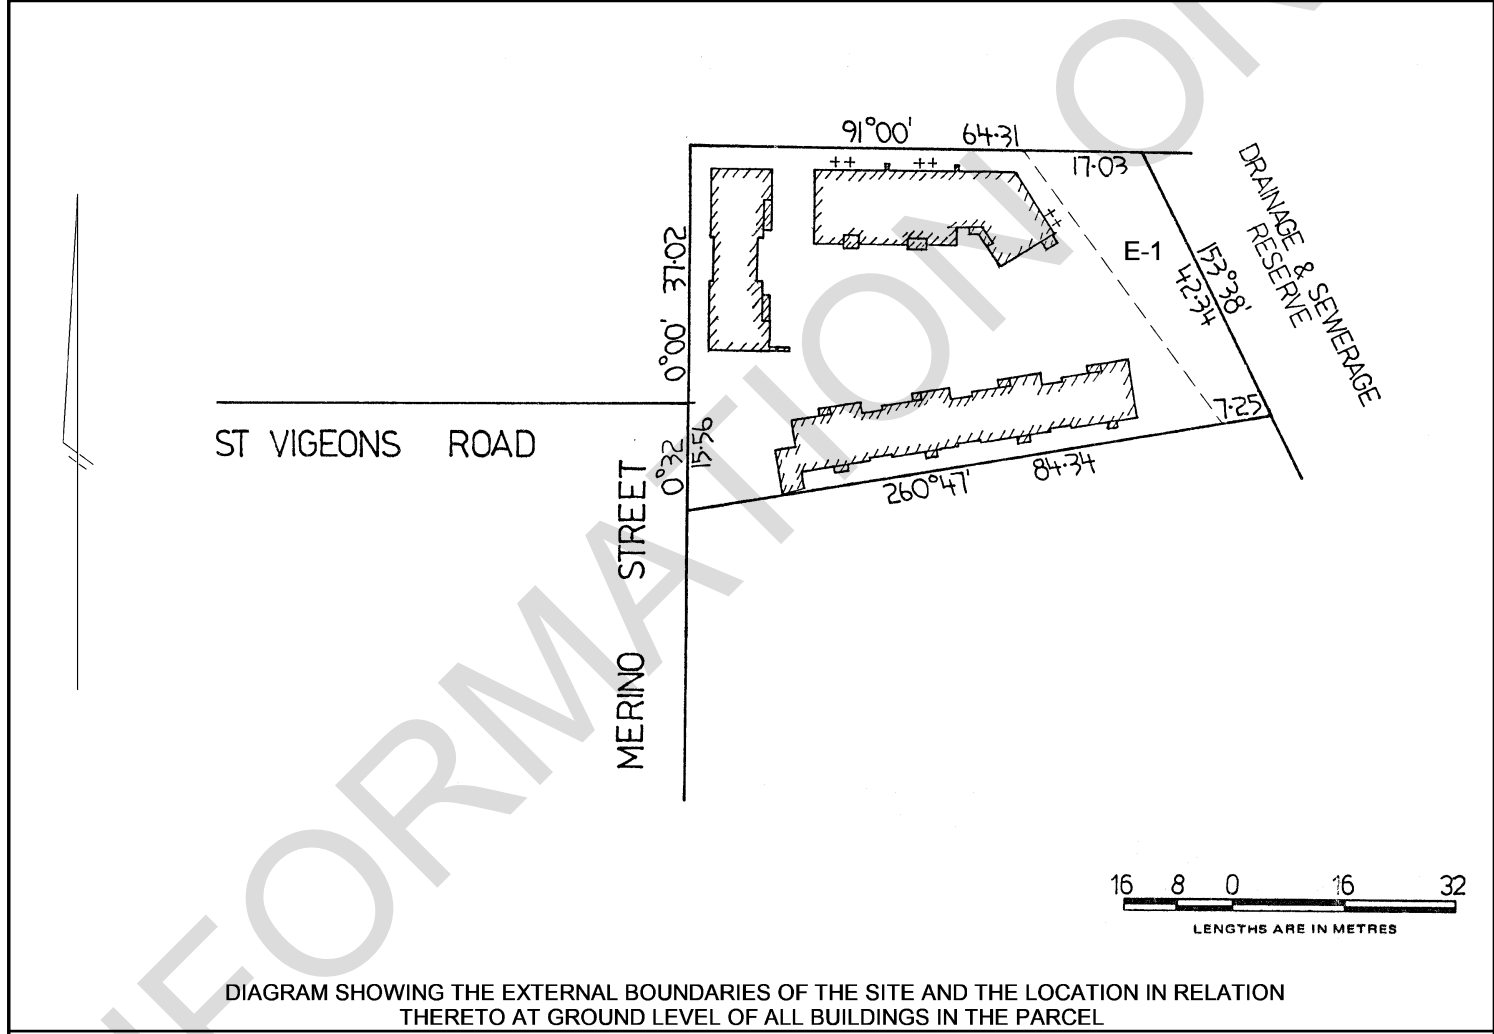 91°00' 64·31
17·03
DRAINAGE & SEWERAGE
RESERVE
0°00' 37·02
E-1
153°38'
42·34
7·25
ST VIGEONS ROAD
0°32
15·56
260°47' 84·34
MERINO STREET
16 8 0 16 32
LENGTHS ARE IN METRES
DIAGRAM SHOWING THE EXTERNAL BOUNDARIES OF THE SITE AND THE LOCATION IN RELATION
THERETO AT GROUND LEVEL OF ALL BUILDINGS IN THE PARCEL
FORMATION ON